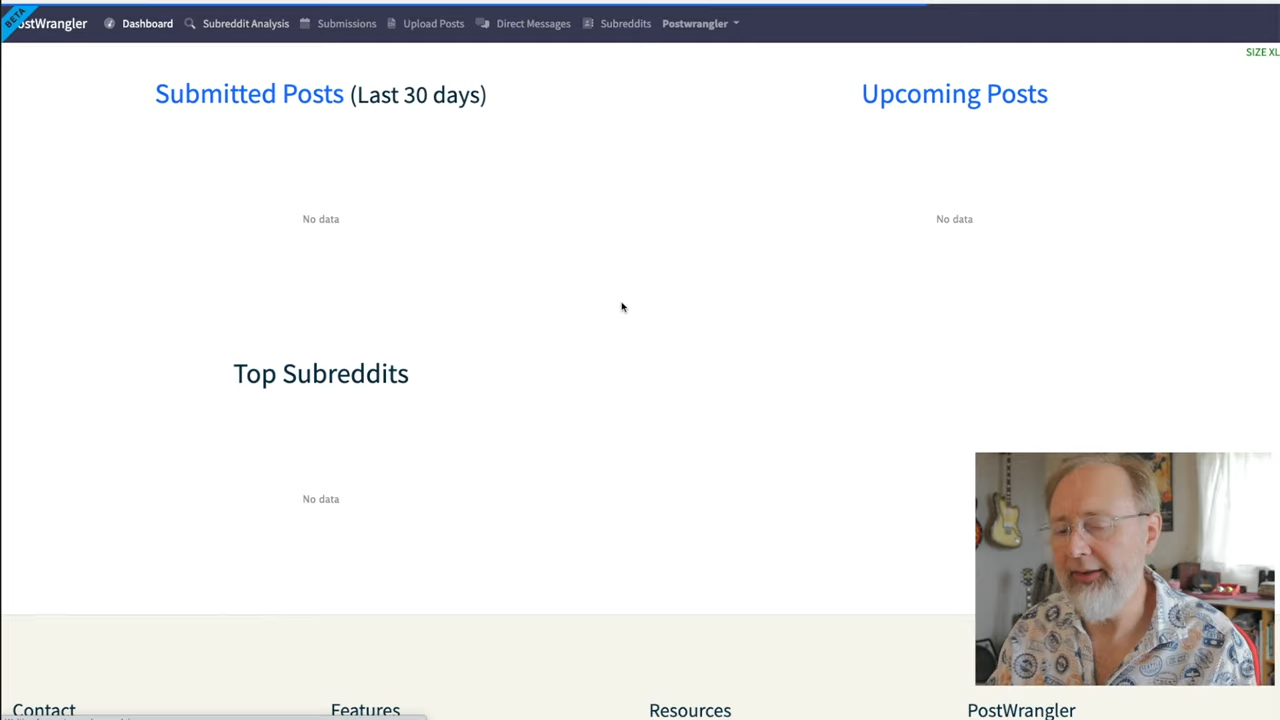 BETA
ostWrangler Dashboard Subreddit Analysis Submissions Upload Posts Direct Messages Subreddits Postwrangler
SIZE XL
Submitted Posts (Last 30 days)
Upcoming Posts
No data
No data
Top Subreddits
No data
Contact Features Resources PostWrangler